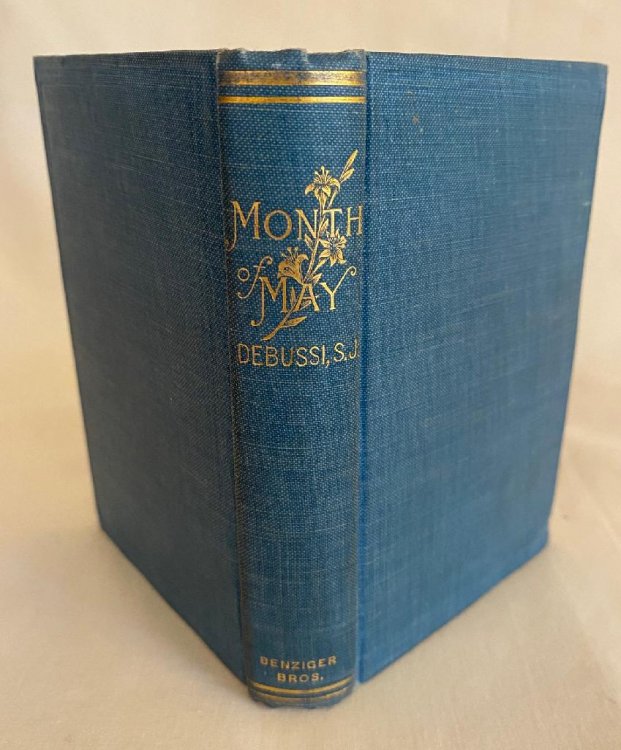 MONTH
of
MAY
DEBUSSI, S.J.
BENZIGER
BROS.